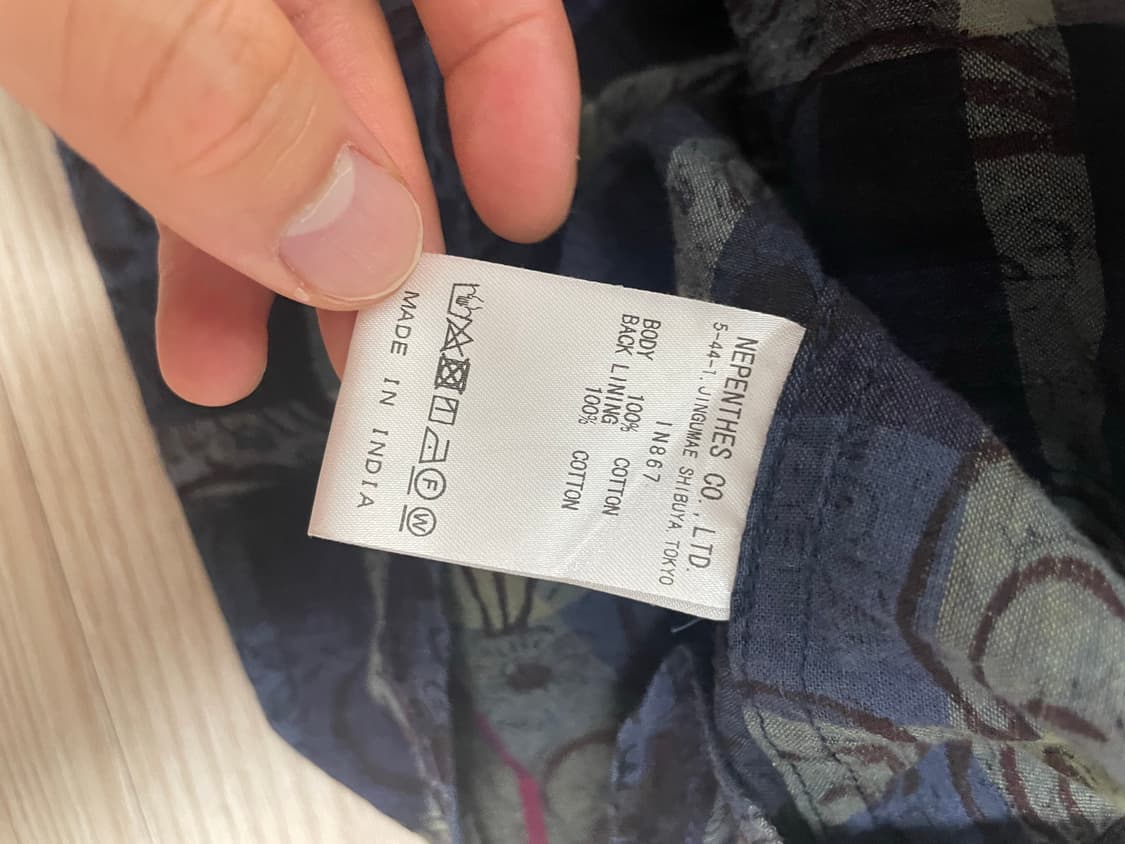 NEPENTHES CO., LTD.
5-44-1. JINGUMAE SHIBUYA, TOKYO
IN867
BODY 100% COTTON
BACK LINING 100% COTTON
F W
MADE IN INDIA